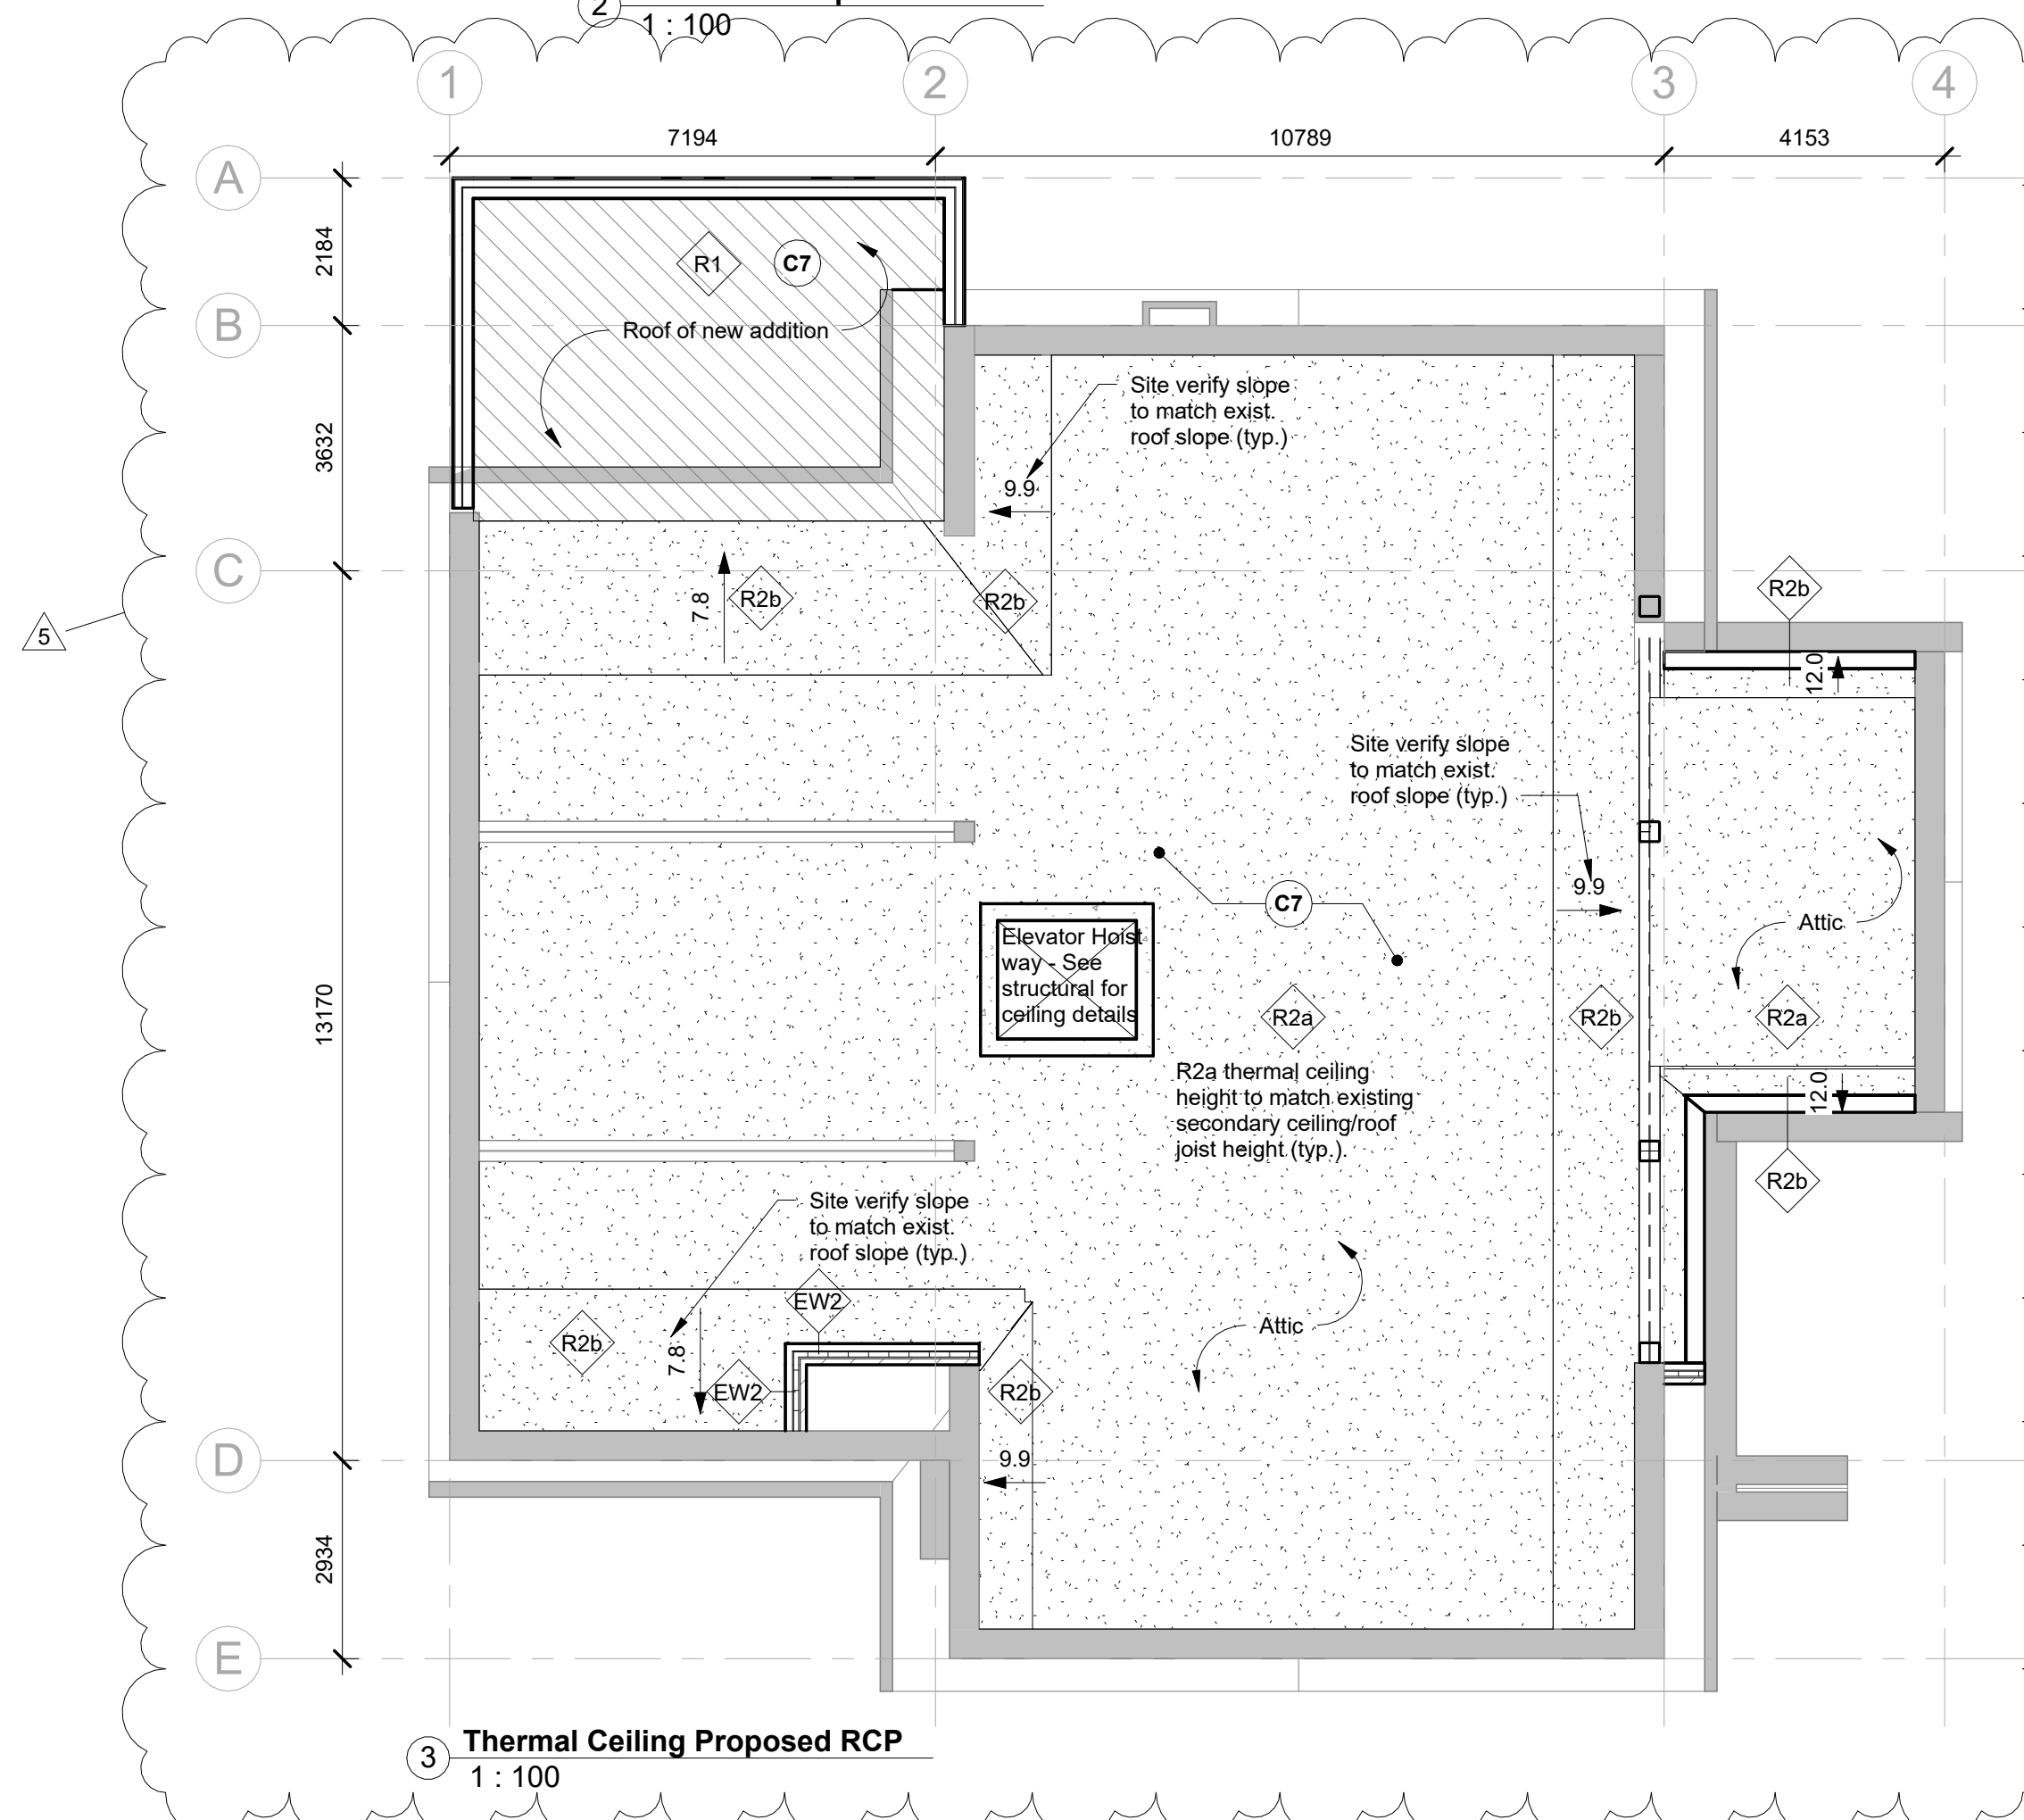 2
1 : 100
1
2
3
4
7194
10789
4153
A
2184
R1
C7
B
Roof of new addition
3632
Site verify slope
to match exist.
roof slope (typ.)
9.9
C
R2b
7.8
R2b
R2b
5
12.0
Site verify slope
to match exist.
roof slope (typ.)
9.9
C7
Attic
Elevator Hoist
way - See
structural for
ceiling details
13170
R2a
R2b
R2a
R2a thermal ceiling
height to match existing
secondary ceiling/roof
joist height (typ.).
12.0
R2b
Site verify slope
to match exist.
roof slope (typ.)
EW2
Attic
R2b
7.8
EW2
R2b
D
9.9
2934
E
3
Thermal Ceiling Proposed RCP
1 : 100